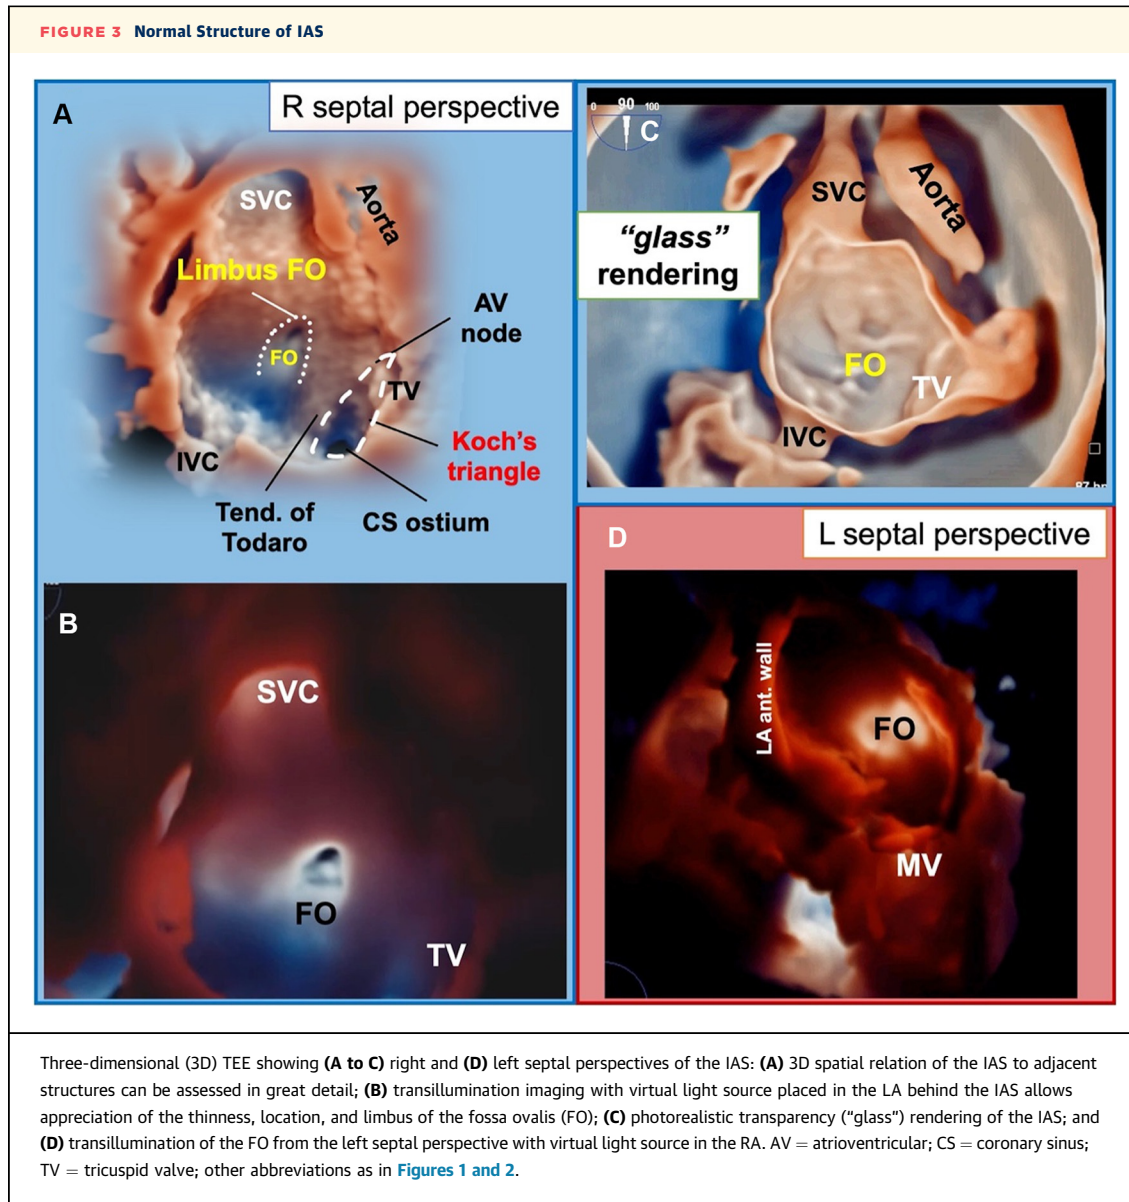 FIGURE 3 Normal Structure of IAS
A
R septal perspective
SVC
Aorta
Limbus FO
FO
AV
node
TV
Koch's
triangle
IVC
Tend. of
Todaro
CS ostium
B
SVC
FO
TV
0 90 100
C
SVC
Aorta
"glass"
rendering
FO
TV
IVC
D
L septal perspective
LA ant. wall
FO
MV
Three-dimensional (3D) TEE showing (A to C) right and (D) left septal perspectives of the IAS: (A) 3D spatial relation of the IAS to adjacent
structures can be assessed in great detail; (B) transillumination imaging with virtual light source placed in the LA behind the IAS allows
appreciation of the thinness, location, and limbus of the fossa ovalis (FO); (C) photorealistic transparency ("glass") rendering of the IAS; and
(D) transillumination of the FO from the left septal perspective with virtual light source in the RA. AV = atrioventricular; CS = coronary sinus;
TV = tricuspid valve; other abbreviations as in Figures 1 and 2.